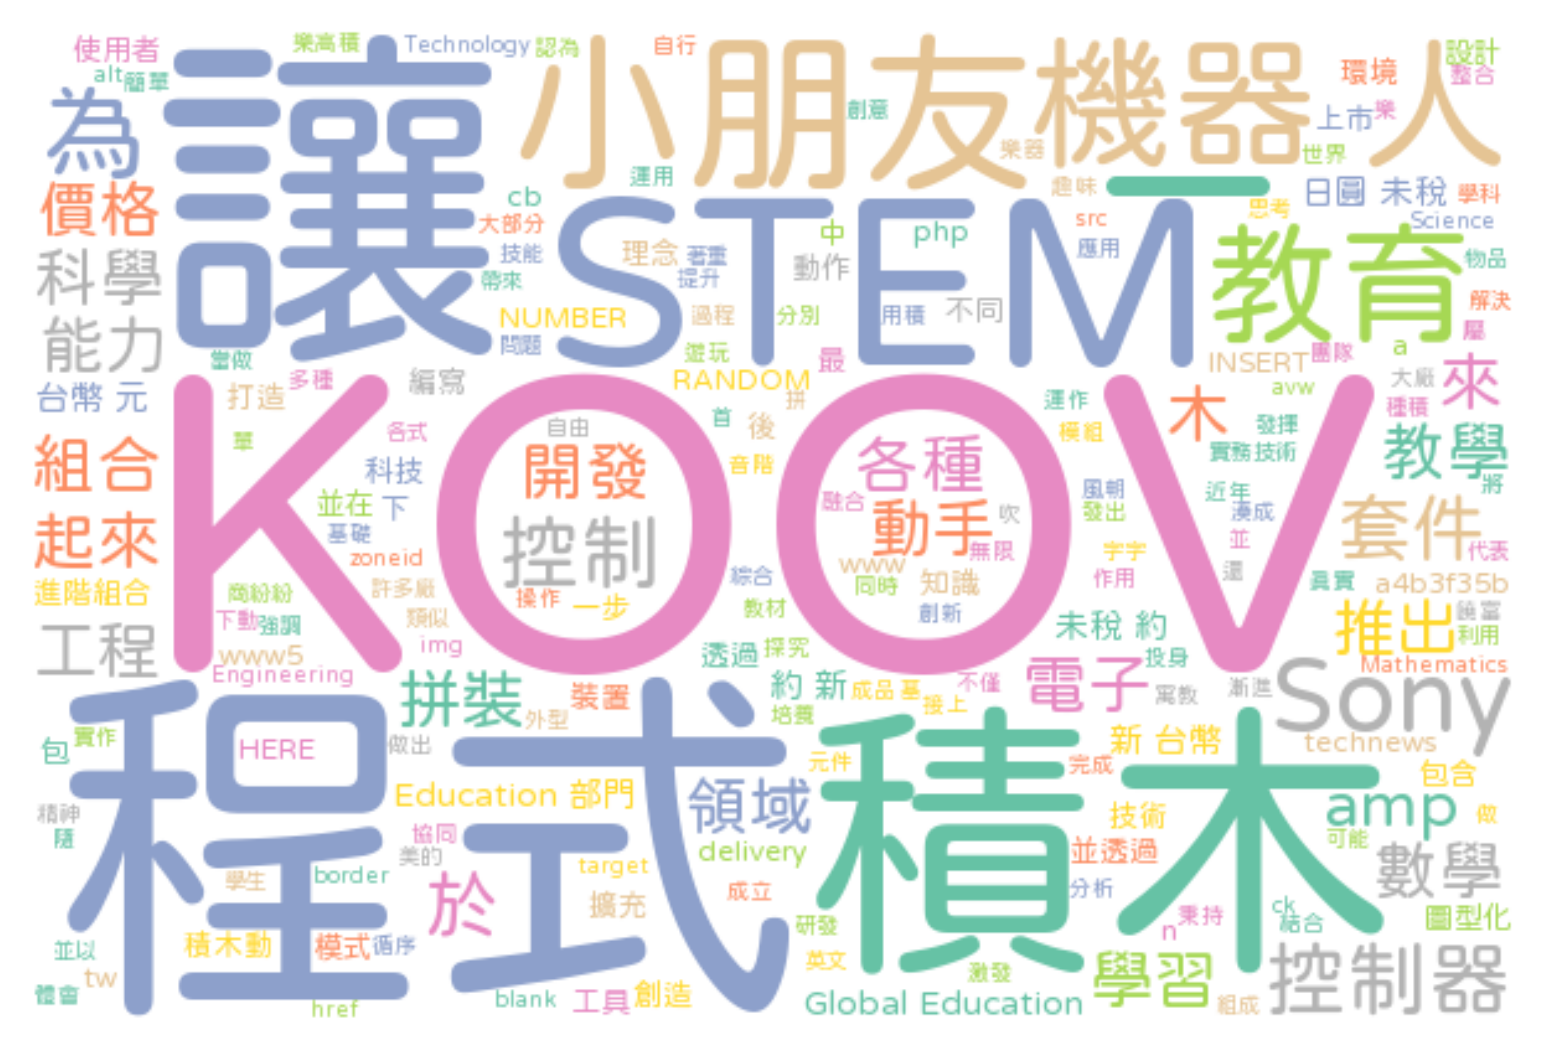 使用者 樂高積 Technology 認為 自行 設計
alt 簡單 環境 整合
為 讓 小朋友 機器人
創意 上市 樂
樂器 世界
價格 cb 運用 趣味 一 日圓 未稅 學科
大部分 STEM src 思考 Science
科學 技能 理念 著重 中 php 應用 教育 物品
帶來 提升 動作
能力 NUMBER 過程 分別 用積 不同 解決
當做 問題 遊玩 最 INSERT 團隊 a 屬
台幣 元 打造 多種 編寫 RANDOM 拼 avw 大廠 來
單 各式 自由 首 後 運作 木 發揮 種積
組合 KOOV 科技 開發 音階 各種 模組 實務 技術 教學
並在 下 融合 動手 吹 風朝 近年 將
起來 基礎 控制 www 無限 發出 湊成 並 套件
zoneid 字字 還 代表
進階組合 商紛紛 許多廠 操作 一步 綜合 同時 知識 作用 真實 a4b3f35b
下動 強調 類似 教材 創新 未稅 約 推出 饒富
工程 www5 img 透過 探究 投身 利用
Engineering 拼裝 裝置 約 新 成品 基 不僅 電子 寓教 漸進 Mathematics
外型 培養 接上 Sony
包 實作 程式 HERE 做出 積木 新 台幣 technews
元件 完成 包含
精神 Education 部門 領域 技術 amp 做
隨 協同 美的 delivery 並透過 可能
學生 border target 成立 分析 數學
於 擴充 研發 秉持 ck 結合 圖型化
並以 積木動 模式 循序 英文 n
tw 激發 學習 控制器
體會 href blank 工具 創造 Global Education 組成